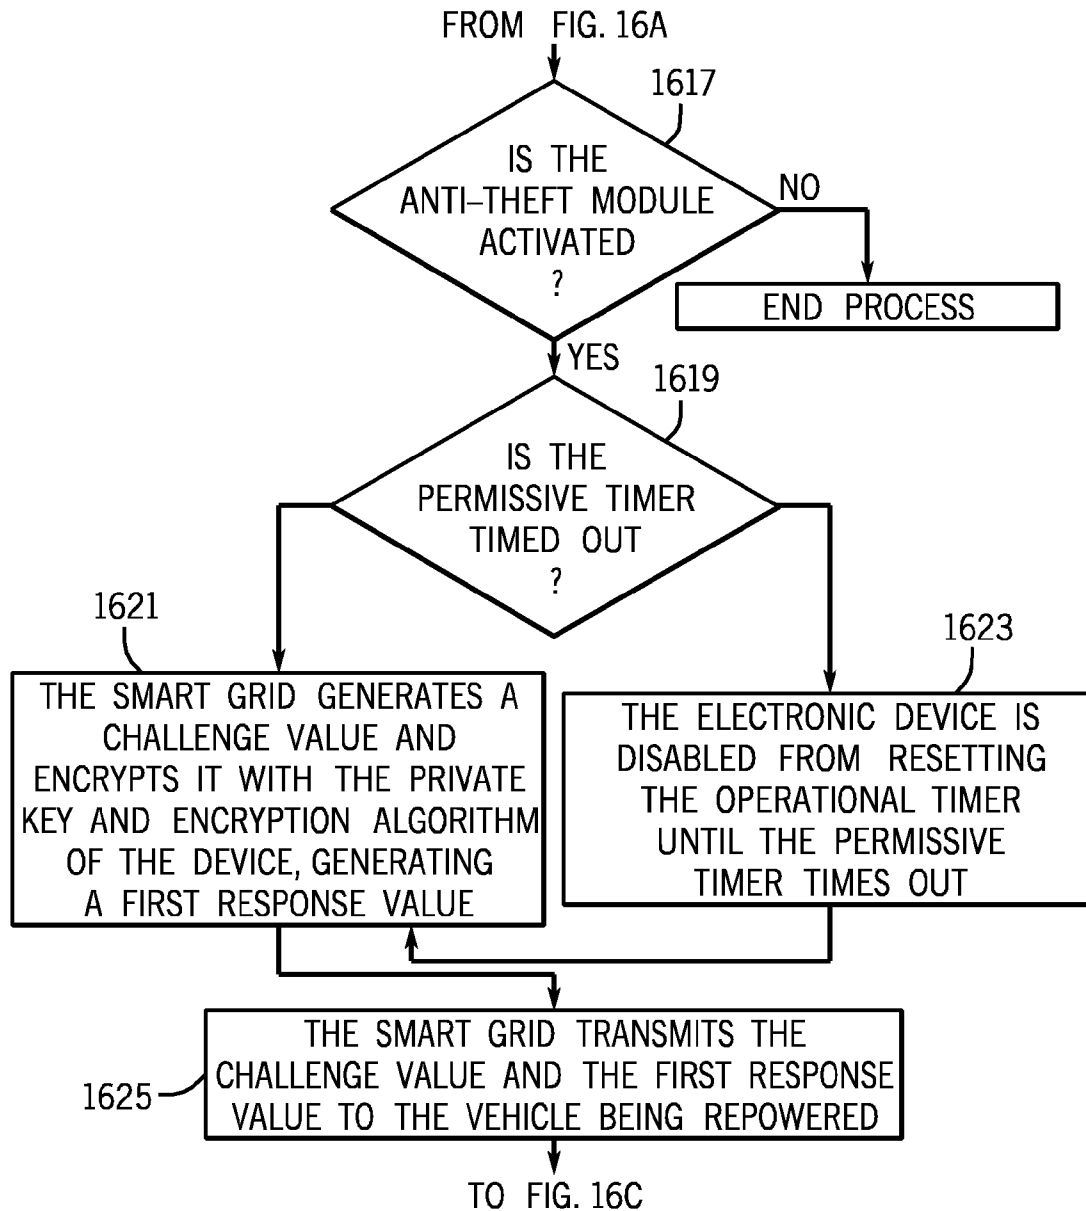 FROM FIG. 16A
1617
IS THE
ANTI–THEFT MODULE
ACTIVATED
?
NO
END PROCESS
YES
1619
IS THE
PERMISSIVE TIMER
TIMED OUT
?
1621
THE SMART GRID GENERATES A
CHALLENGE VALUE AND
ENCRYPTS IT WITH THE PRIVATE
KEY AND ENCRYPTION ALGORITHM
OF THE DEVICE, GENERATING
A FIRST RESPONSE VALUE
1623
THE ELECTRONIC DEVICE IS
DISABLED FROM RESETTING
THE OPERATIONAL TIMER
UNTIL THE PERMISSIVE
TIMER TIMES OUT
1625
THE SMART GRID TRANSMITS THE
CHALLENGE VALUE AND THE FIRST RESPONSE
VALUE TO THE VEHICLE BEING REPOWERED
TO FIG. 16C